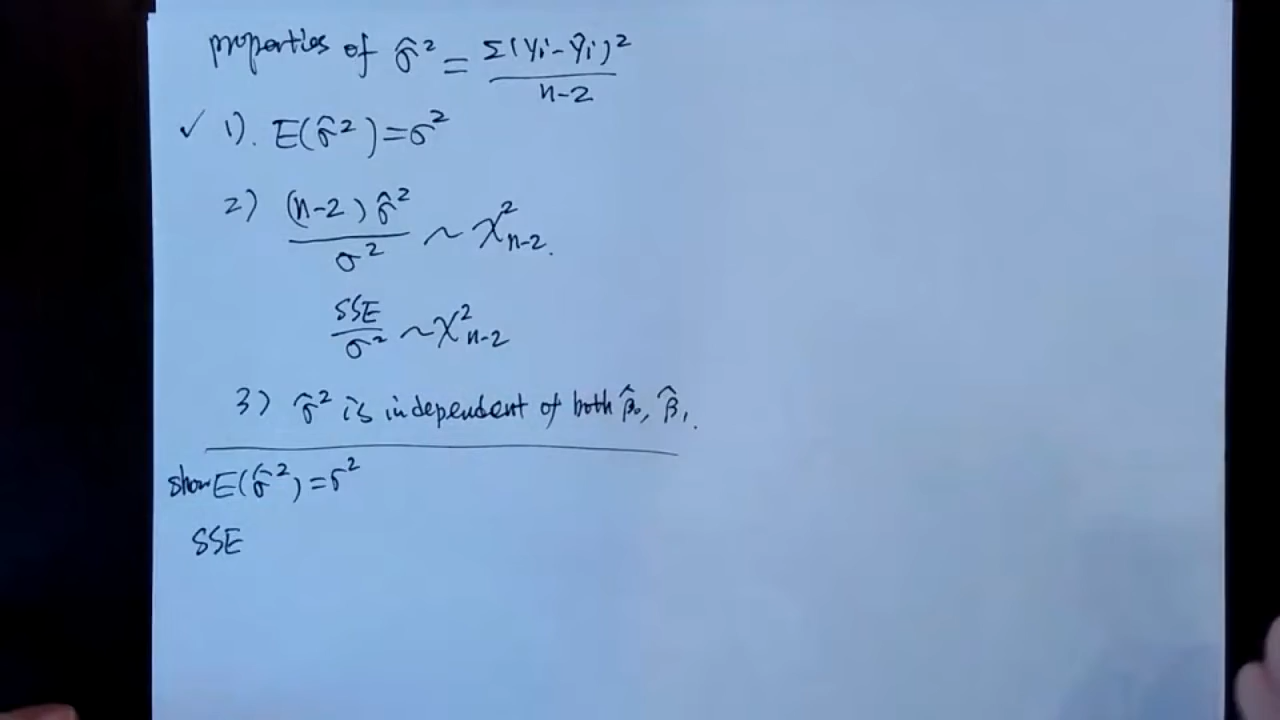 properties of σ̂² = Σ(yi - ŷi)² / n-2
✓ 1). E(σ̂²) = σ²
2) (n-2) σ̂² / σ² ~ χ²n-2.
SSE / σ² ~ χ²n-2
3) σ̂² is independent of both β̂0, β̂1.
show E(σ̂²) = σ²
SSE